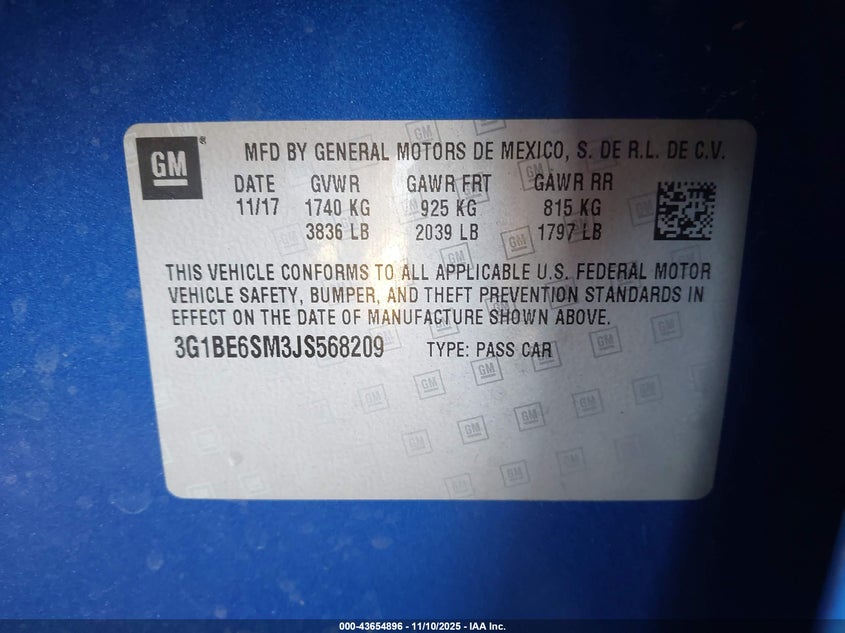 GM
MFD BY GENERAL MOTORS DE MEXICO, S. DE R.L. DE C.V.
DATE GVWR GAWR FRT GAWR RR
11/17 1740 KG 925 KG 815 KG
3836 LB 2039 LB 1797 LB
THIS VEHICLE CONFORMS TO ALL APPLICABLE U.S. FEDERAL MOTOR
VEHICLE SAFETY, BUMPER, AND THEFT PREVENTION STANDARDS IN
EFFECT ON THE DATE OF MANUFACTURE SHOWN ABOVE.
3G1BE6SM3JS568209 TYPE: PASS CAR
000-43654896 - 11/10/2025 - IAA Inc.